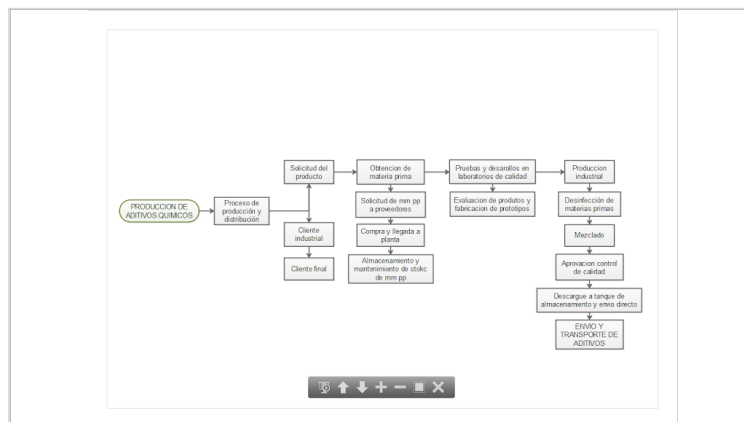 PRODUCCION DE
ADITIVOS QUIMICOS
Proceso de
producción y
distribución
Solicitud del
producto
Cliente
industrial
Cliente final
Obtencion de
materia prima
Solicitud de mm pp
a proveedores
Compra y llegada a
planta
Almacenamiento y
mantenimiento de stokc
de mm pp
Pruebas y desarollos en
laboratorios de calidad
Evaluacion de produtos y
fabricacion de prototipos
Produccion
industrial
Desinfección de
materias primas
Mezclado
Aprovacion control
de calidad
Descargue a tanque de
almacenamiento y envio directo
ENVIO Y
TRANSPORTE DE
ADITIVOS